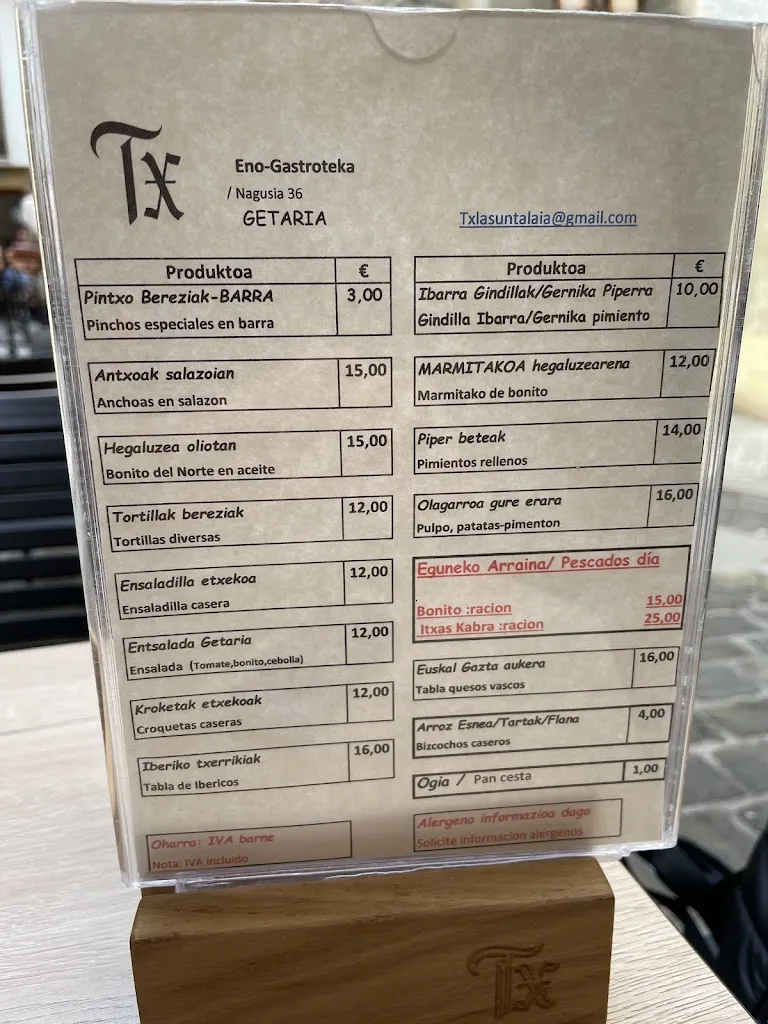 Tx
Eno-Gastroteka
/ Nagusia 36
GETARIA
Txlasuntalaia@gmail.com
Produktoa €
Pintxo Bereziak-BARRA 3,00
Pinchos especiales en barra
Antxoak salazoian 15,00
Anchoas en salazon
Hegaluzea oliotan 15,00
Bonito del Norte en aceite
Tortillak bereziak 12,00
Tortillas diversas
Ensaladilla etxekoa 12,00
Ensaladilla casera
Entsalada Getaria 12,00
Ensalada (Tomate,bonito,cebolla)
Kroketak etxekoak 12,00
Croquetas caseras
Iberiko txerrikiak 16,00
Tabla de Ibericos
Oharra: IVA barne
Nota: IVA incluido
Produktoa €
Ibarra Gindillak/Gernika Piperra 10,00
Gindilla Ibarra/Gernika pimiento
MARMITAKOA hegaluzearena 12,00
Marmitako de bonito
Piper beteak 14,00
Pimientos rellenos
Olagarroa gure erara 16,00
Pulpo, patatas-pimenton
Eguneko Arraina/ Pescados día
Bonito :racion 15,00
Itxas Kabra :racion 25,00
Euskal Gazta aukera 16,00
Tabla quesos vascos
Arroz Esnea/Tartak/Flana 4,00
Bizcochos caseros
Ogia / Pan cesta 1,00
Alergeno informazioa dago
Solicite informacion alergenos
Tx